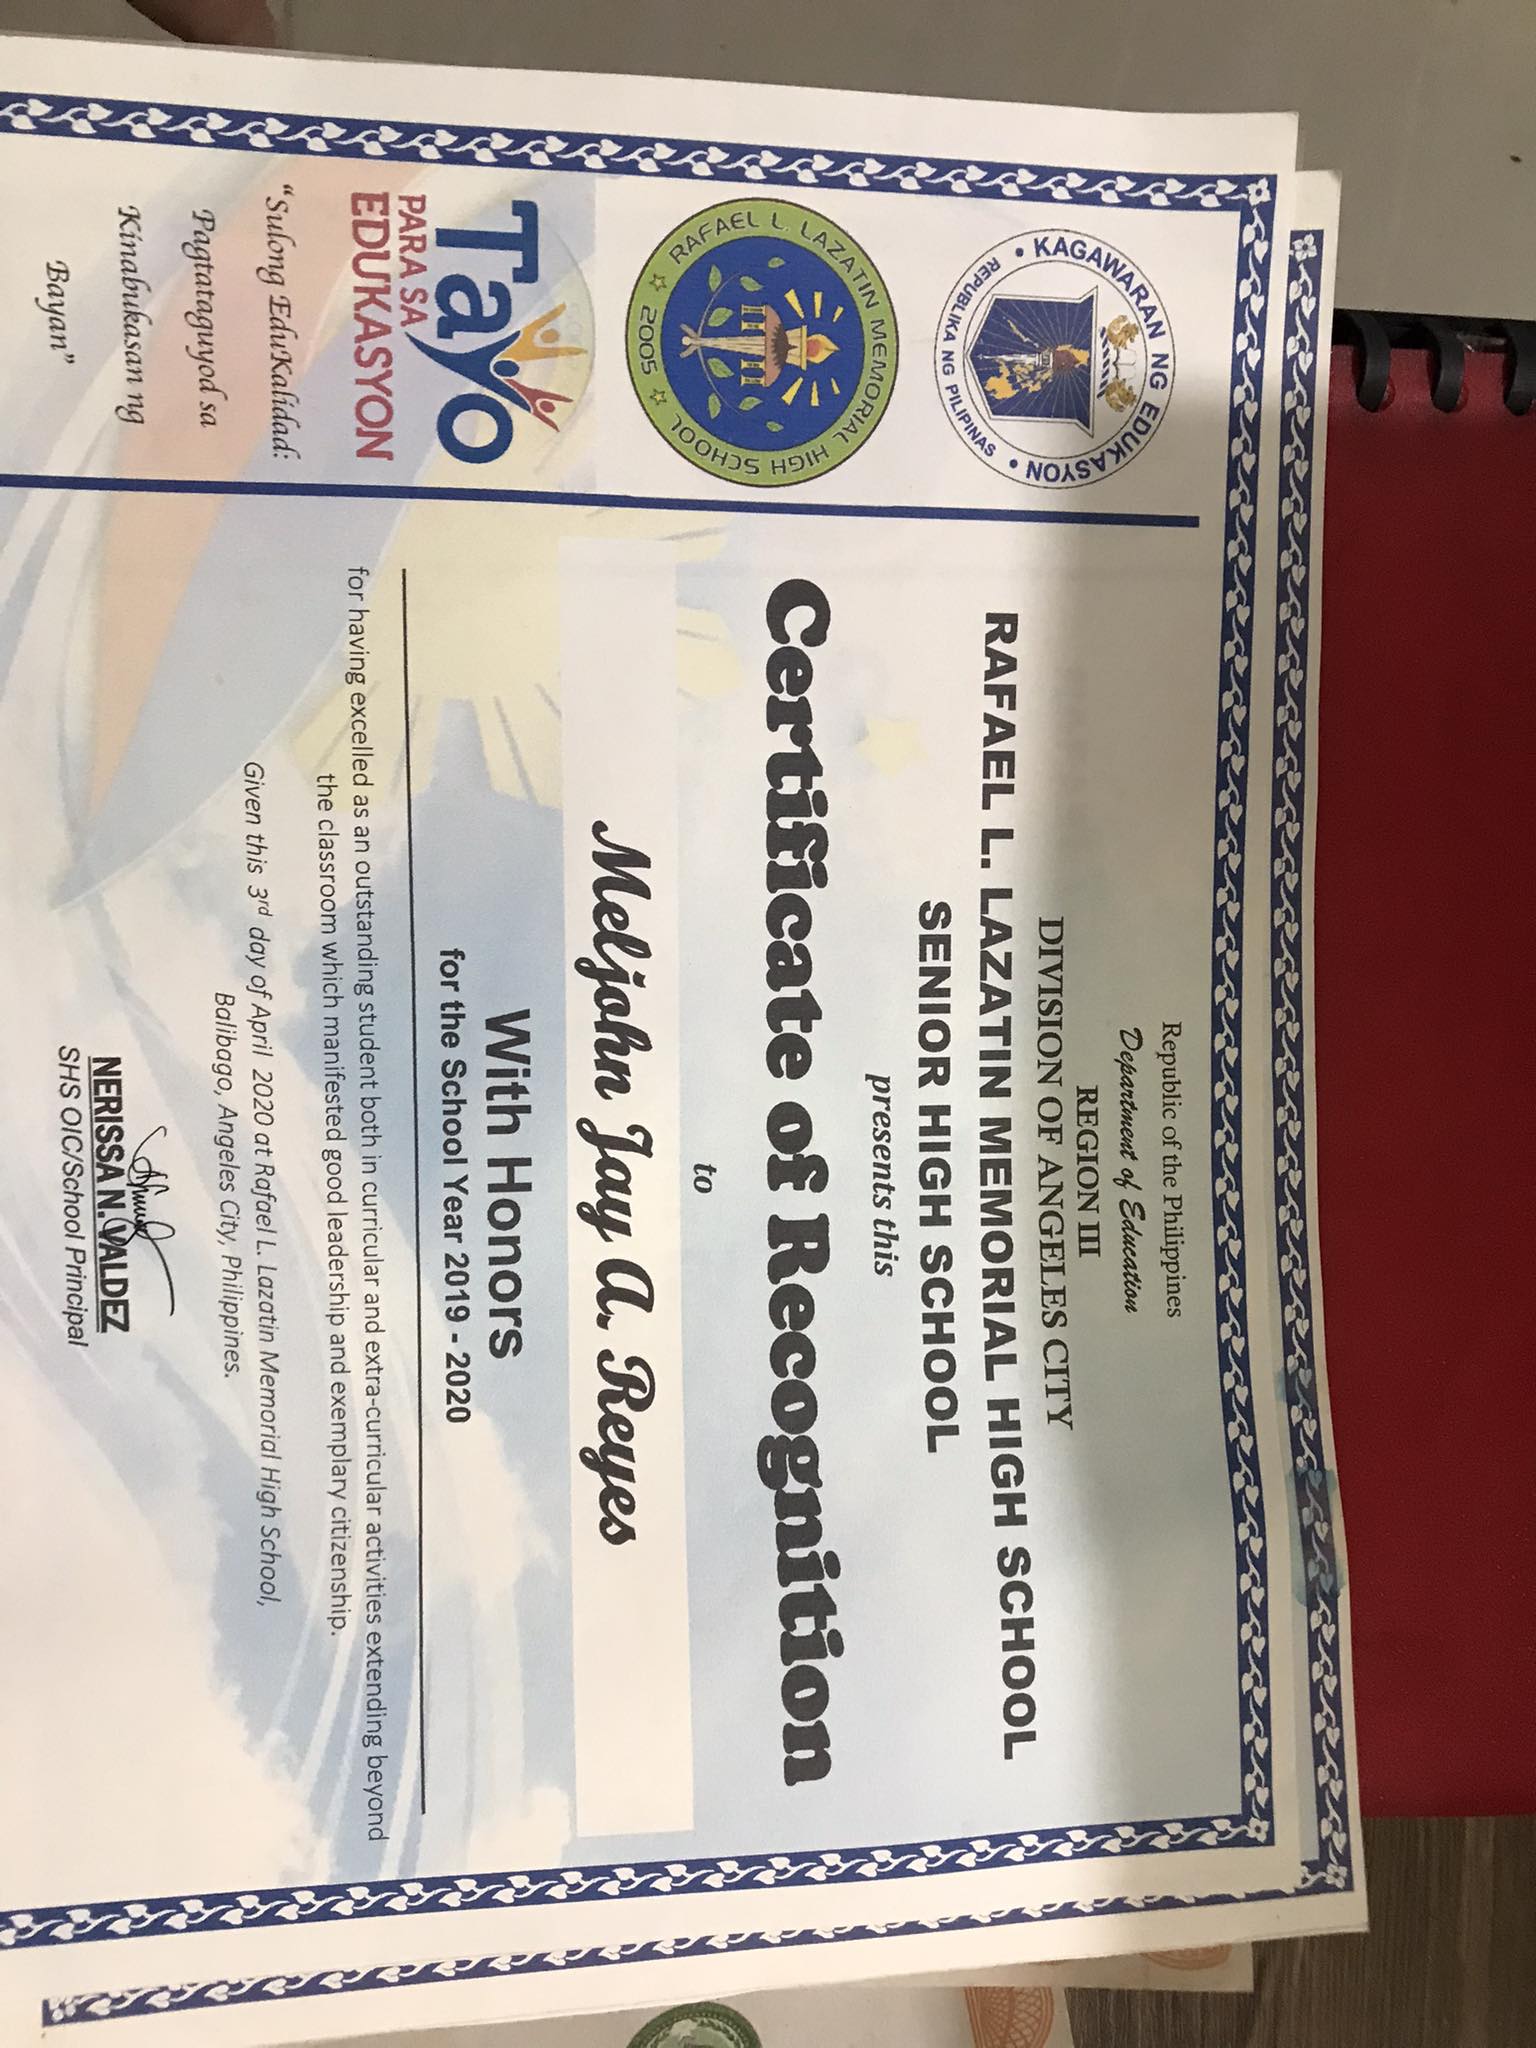 Republic of the Philippines
Department of Education
REGION III
DIVISION OF ANGELES CITY
RAFAEL L. LAZATIN MEMORIAL HIGH SCHOOL
SENIOR HIGH SCHOOL
presents this
Certificate of Recognition
to
Meljohn Jay A. Reyes
With Honors
for the School Year 2019 - 2020
for having excelled as an outstanding student both in curricular and extra-curricular activities extending beyond
the classroom which manifested good leadership and exemplary citizenship.
Given this 3rd day of April 2020 at Rafael L. Lazatin Memorial High School,
Balibago, Angeles City, Philippines.
NERISSA N. VALDEZ
SHS OIC/School Principal
KAGAWARAN NG EDUKASYON
REPUBLIKA NG PILIPINAS
RAFAEL L. LAZATIN MEMORIAL HIGH SCHOOL
2005
TaYo
PARA SA
EDUKASYON
"Sulong EduKalidad:
Pagtataguyod sa
Kinabukasan ng
Bayan"